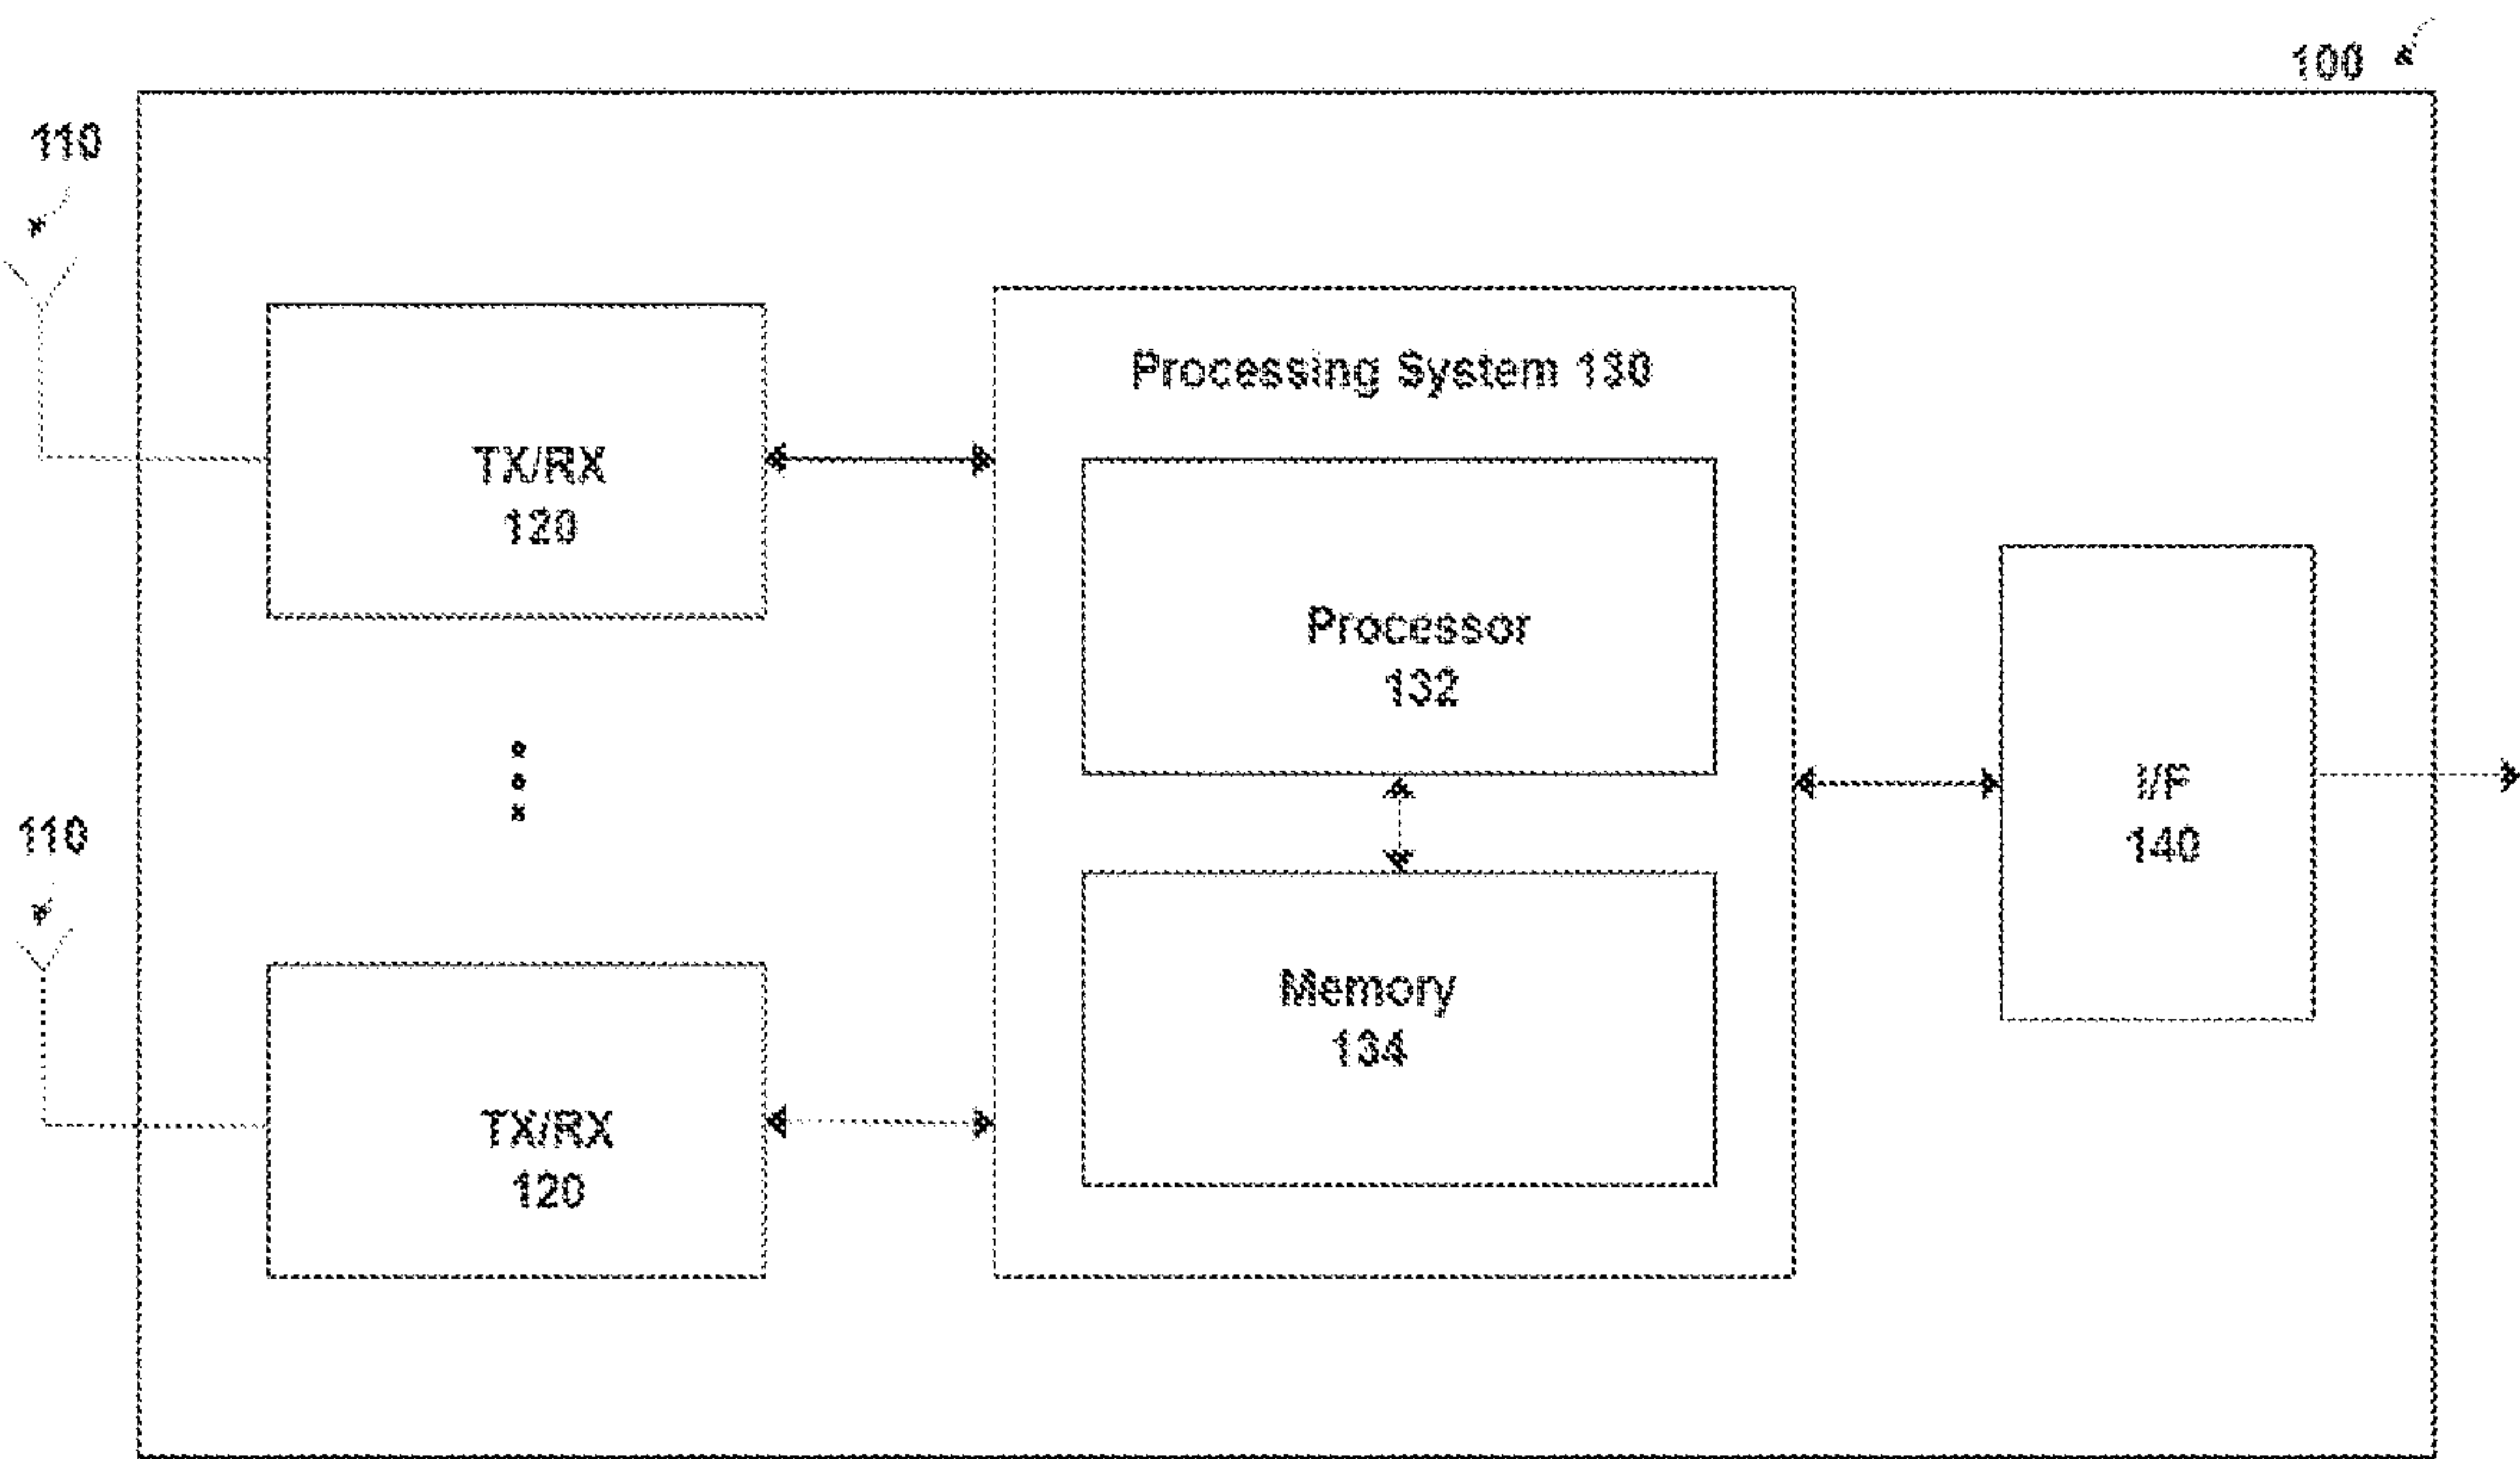 100
110
Processing System 130
TX/RX
120
Processor
132
I/F
140
110
Memory
134
TX/RX
120